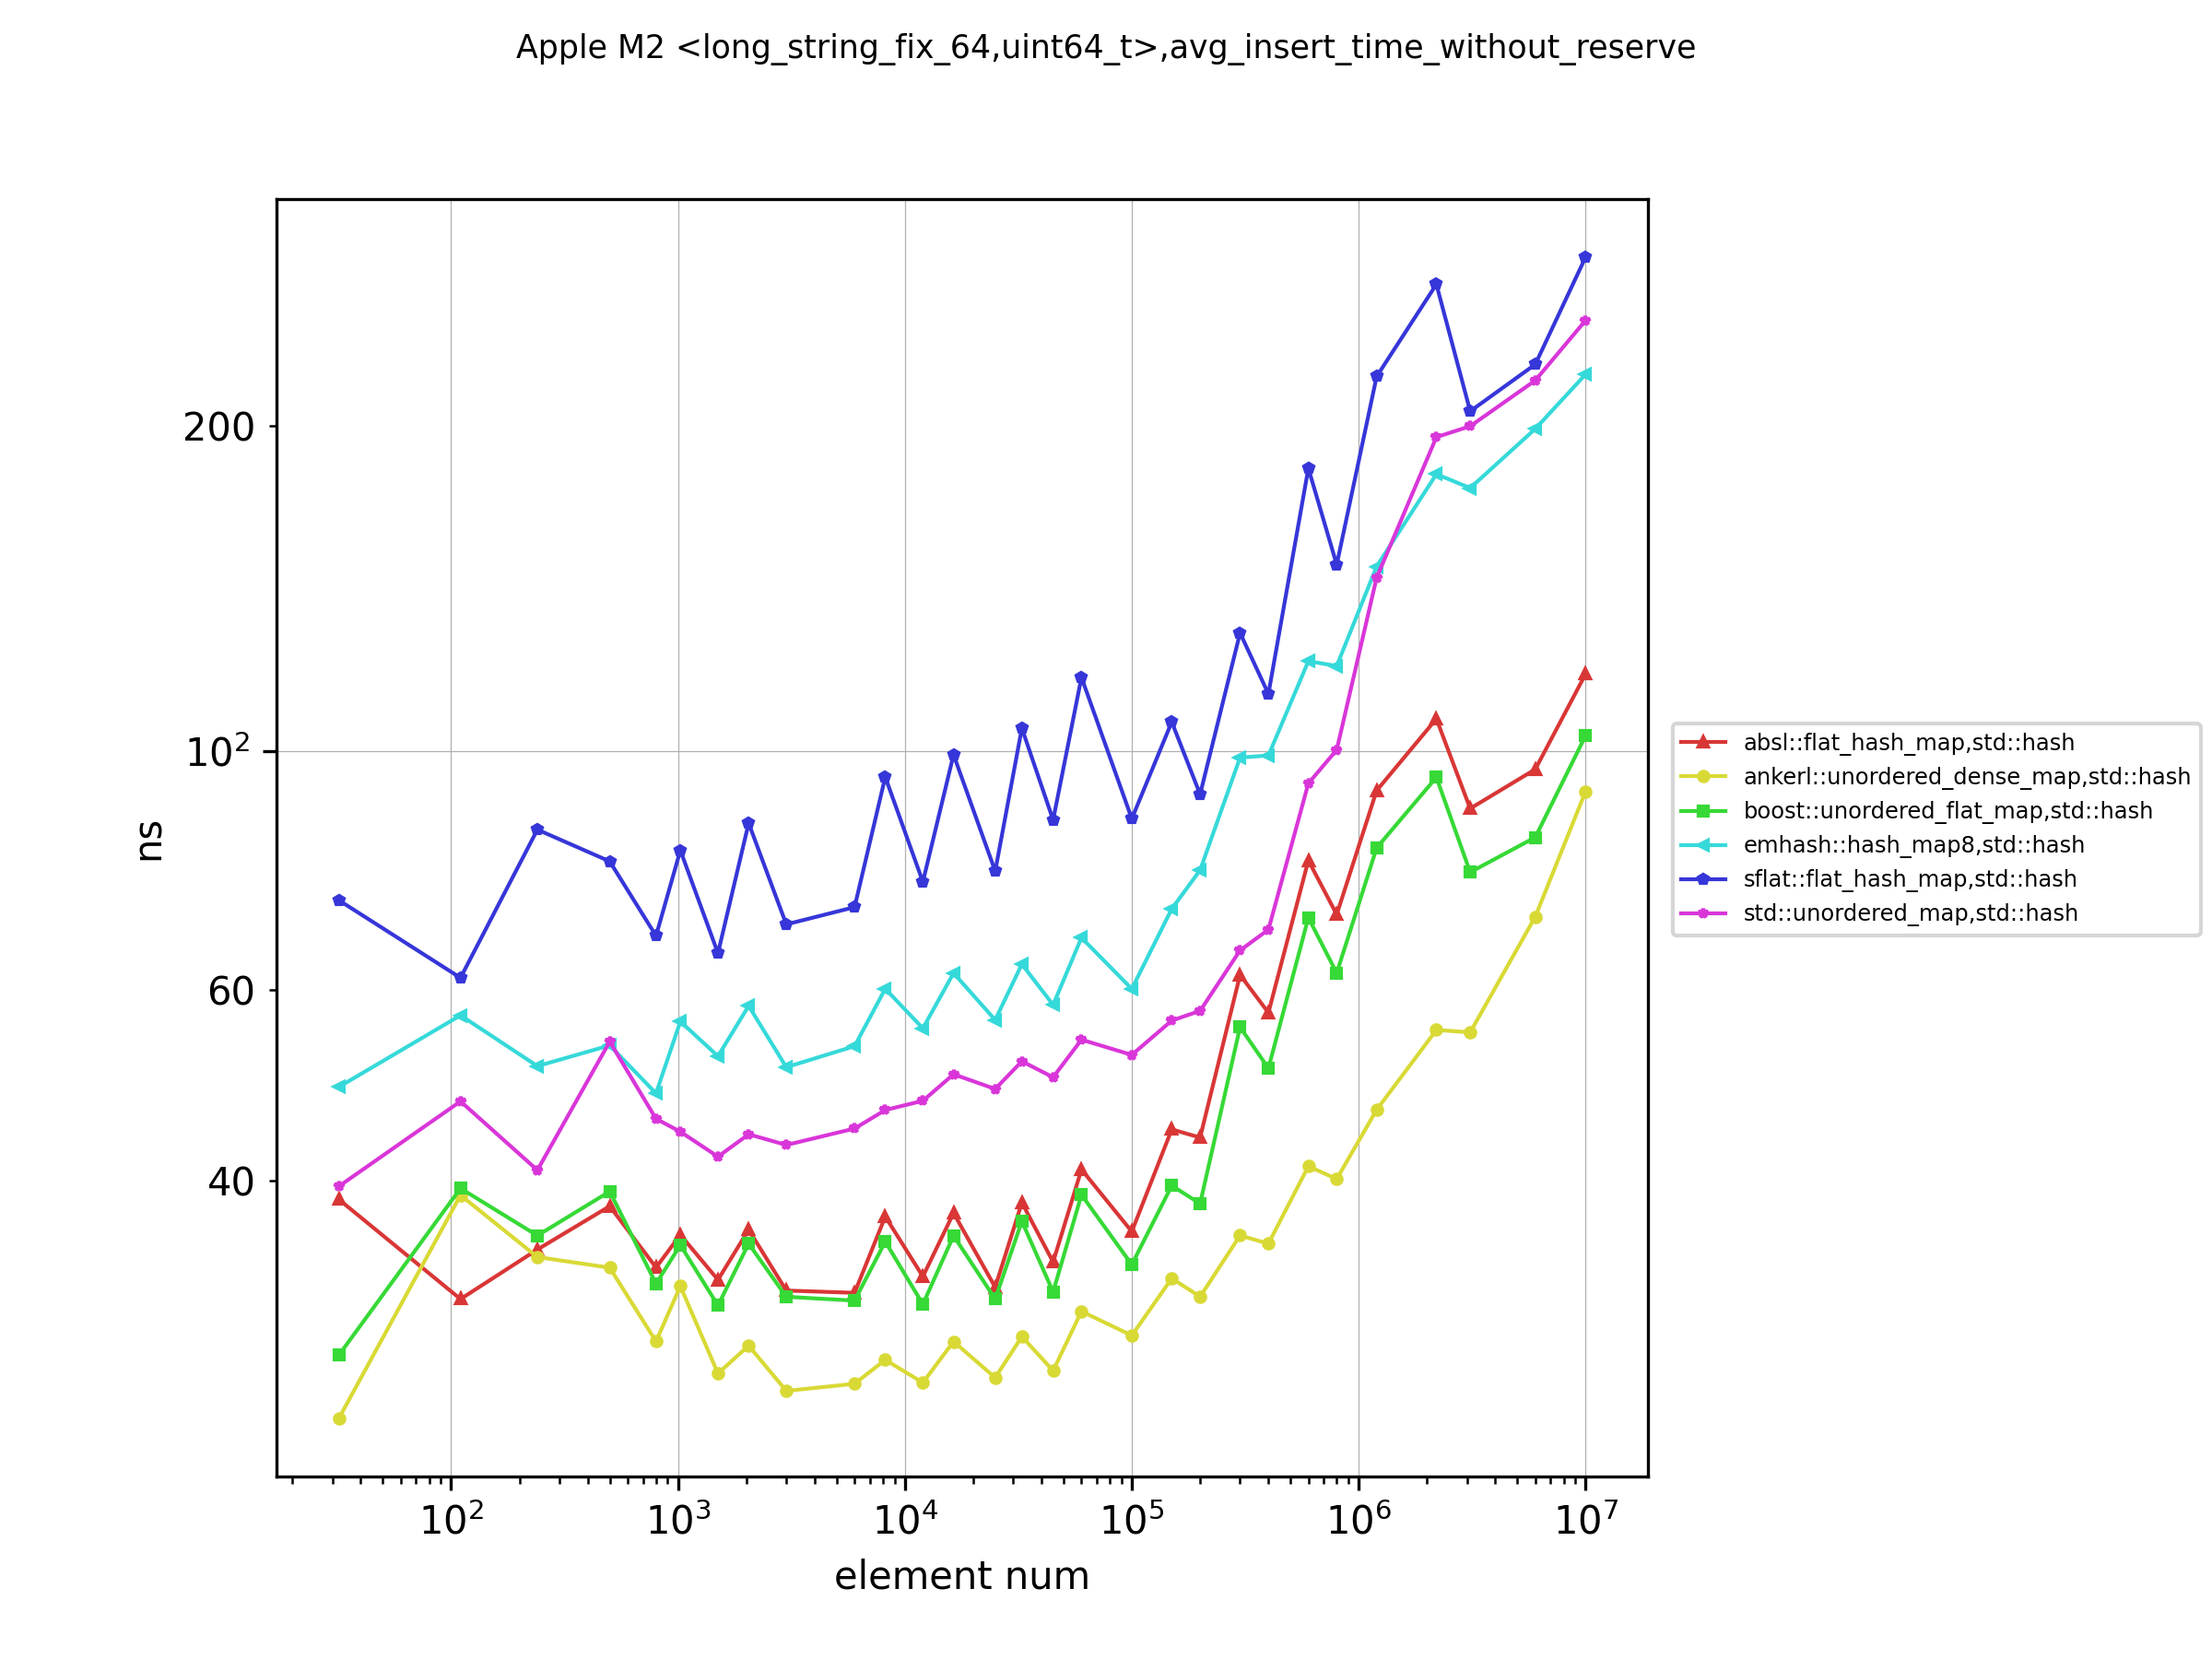 Apple M2 <long_string_fix_64,uint64_t>,avg_insert_time_without_reserve
200
10²
60
40
ns
10² 10³ 10⁴ 10⁵ 10⁶ 10⁷
element num
absl::flat_hash_map,std::hash
ankerl::unordered_dense_map,std::hash
boost::unordered_flat_map,std::hash
emhash::hash_map8,std::hash
sflat::flat_hash_map,std::hash
std::unordered_map,std::hash